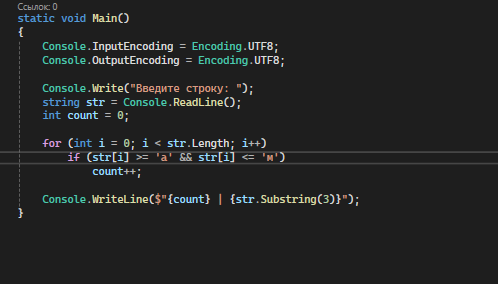 Ссылок: 0
static void Main()
{
    Console.InputEncoding = Encoding.UTF8;
    Console.OutputEncoding = Encoding.UTF8;
    Console.Write("Введите строку: ");
    string str = Console.ReadLine();
    int count = 0;
    for (int i = 0; i < str.Length; i++)
        if (str[i] >= 'а' && str[i] <= 'м')
            count++;
    Console.WriteLine($"{count} | {str.Substring(3)}");
}